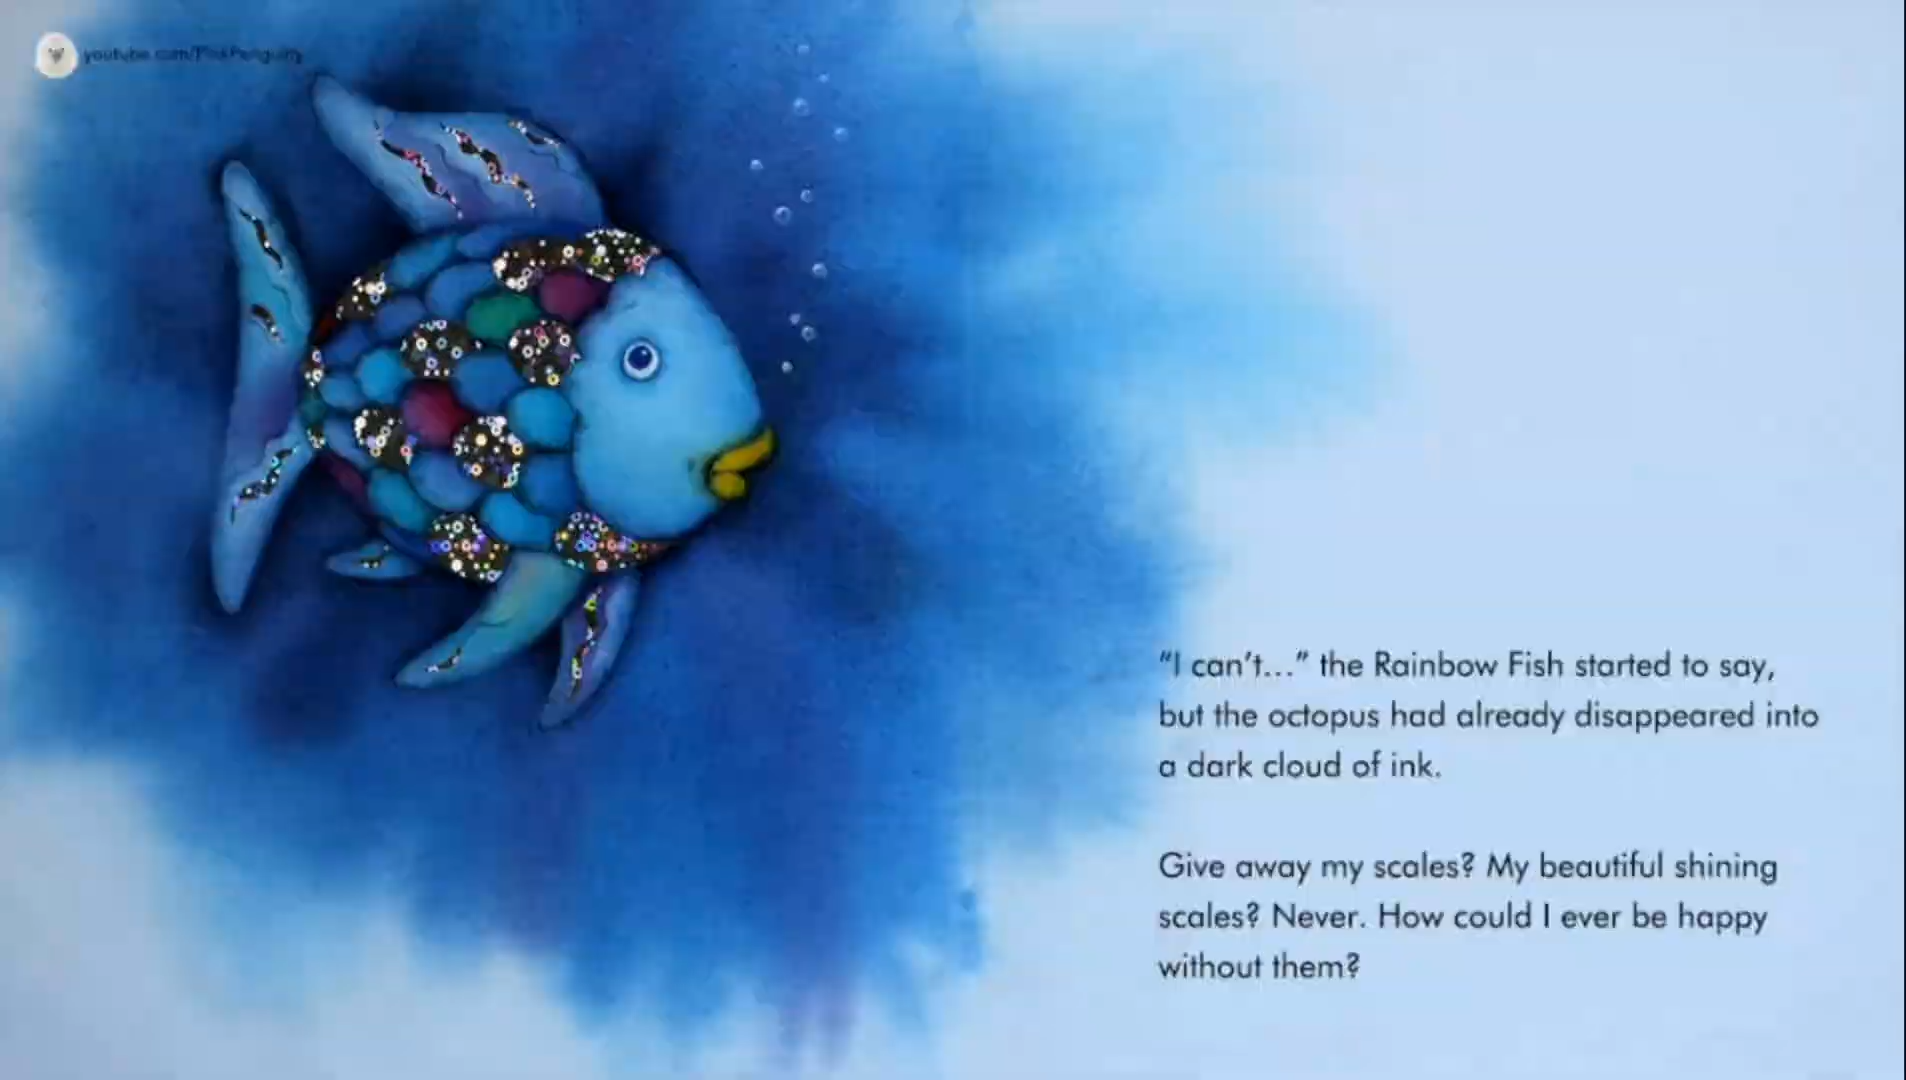 “I can’t...” the Rainbow Fish started to say,
but the octopus had already disappeared into
a dark cloud of ink.
Give away my scales? My beautiful shining
scales? Never. How could I ever be happy
without them?